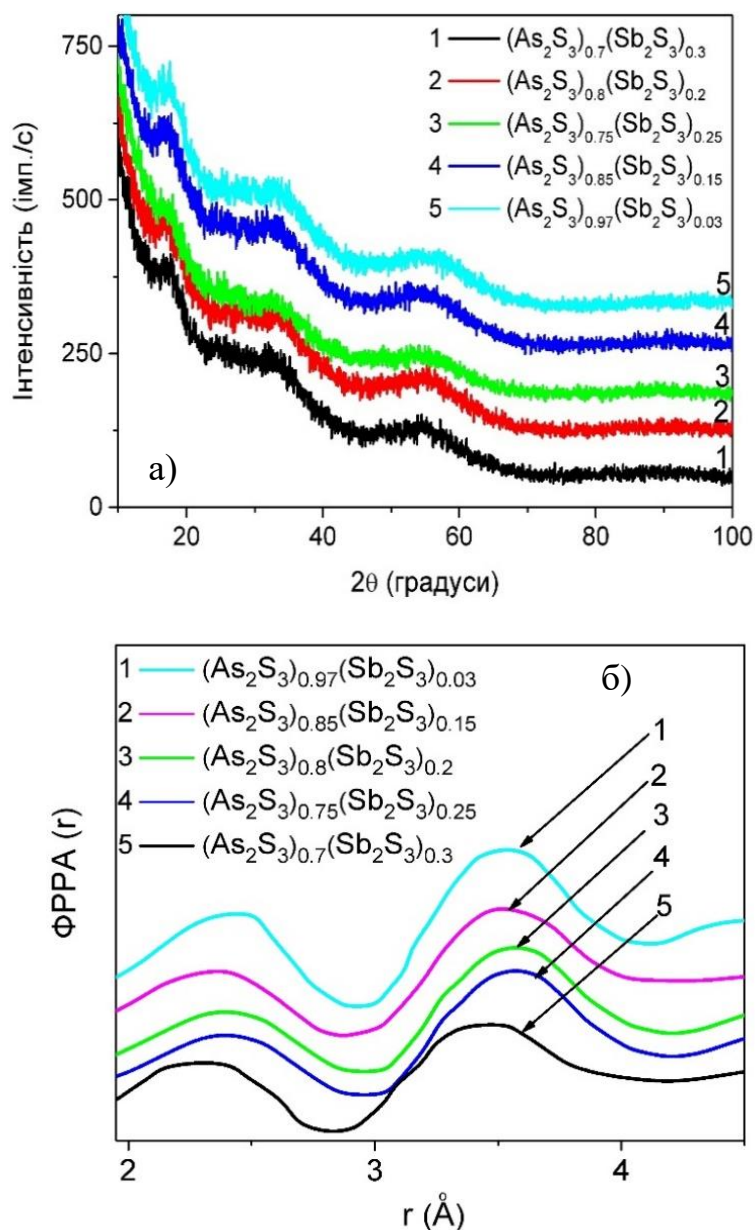 750
500
250
0
Інтенсивність (імп./с)
1 (As₂S₃)₀.₇(Sb₂S₃)₀.₃
2 (As₂S₃)₀.₈(Sb₂S₃)₀.₂
3 (As₂S₃)₀.₇₅(Sb₂S₃)₀.₂₅
4 (As₂S₃)₀.₈₅(Sb₂S₃)₀.₁₅
5 (As₂S₃)₀.₉₇(Sb₂S₃)₀.₀₃
5
4
3
2
1
а)
20 40 60 80 100
2θ (градуси)
1 (As₂S₃)₀.₉₇(Sb₂S₃)₀.₀₃
2 (As₂S₃)₀.₈₅(Sb₂S₃)₀.₁₅
3 (As₂S₃)₀.₈(Sb₂S₃)₀.₂
4 (As₂S₃)₀.₇₅(Sb₂S₃)₀.₂₅
5 (As₂S₃)₀.₇(Sb₂S₃)₀.₃
б)
1
2
3
4
5
ФРРА (r)
2 3 4
r (Å)